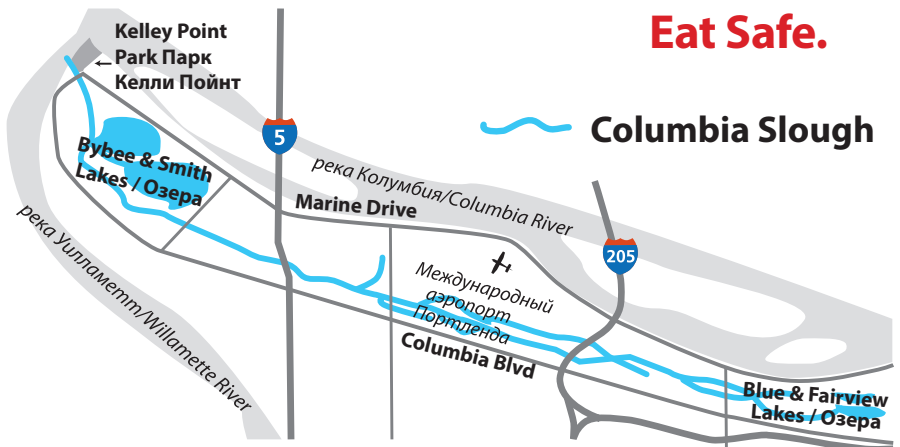 Eat Safe.
Kelley Point
Park Парк
Келли Пойнт
Columbia Slough
5
Bybee & Smith
Lakes / Озера
река Колумбия/Columbia River
Marine Drive
205
река Уилламетт/Willamette River
Международный
аэропорт
Портленда
Columbia Blvd
Blue & Fairview
Lakes / Озера